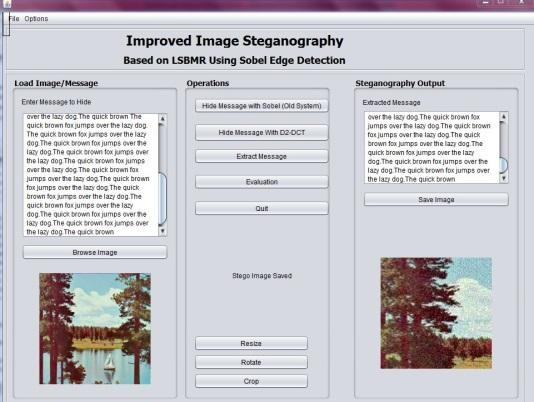 File Options
Improved Image Steganography
Based on LSBMR Using Sobel Edge Detection
Load Image/Message
Enter Message to Hide
over the lazy dog.The quick brown The
quick brown fox jumps over the lazy dog.
The quick brown fox jumps over the lazy
dog.The quick brown fox jumps over the
lazy dog.The quick brown fox jumps over
the lazy dog.The quick brown fox jumps
over the lazy dog.The quick brown fox
jumps over the lazy dog.The quick brown
fox jumps over the lazy dog.The quick
brown fox jumps over the lazy dog.The
quick brown fox jumps over the lazy
dog.The quick brown fox jumps over the
lazy dog.The quick brown fox jumps over
the lazy dog.The quick brown
Browse Image
Operations
Hide Message with Sobel (Old System)
Hide Message With D2-DCT
Extract Message
Evaluation
Quit
Stego Image Saved
Resize
Rotate
Crop
Steganography Output
Extracted Message
over the lazy dog.The quick brown fox
jumps over the lazy dog.The quick brown
fox jumps over the lazy dog.The quick
brown fox jumps over the lazy dog.The
quick brown fox jumps over the lazy
dog.The quick brown fox jumps over the
lazy dog.The quick brown
Save Image